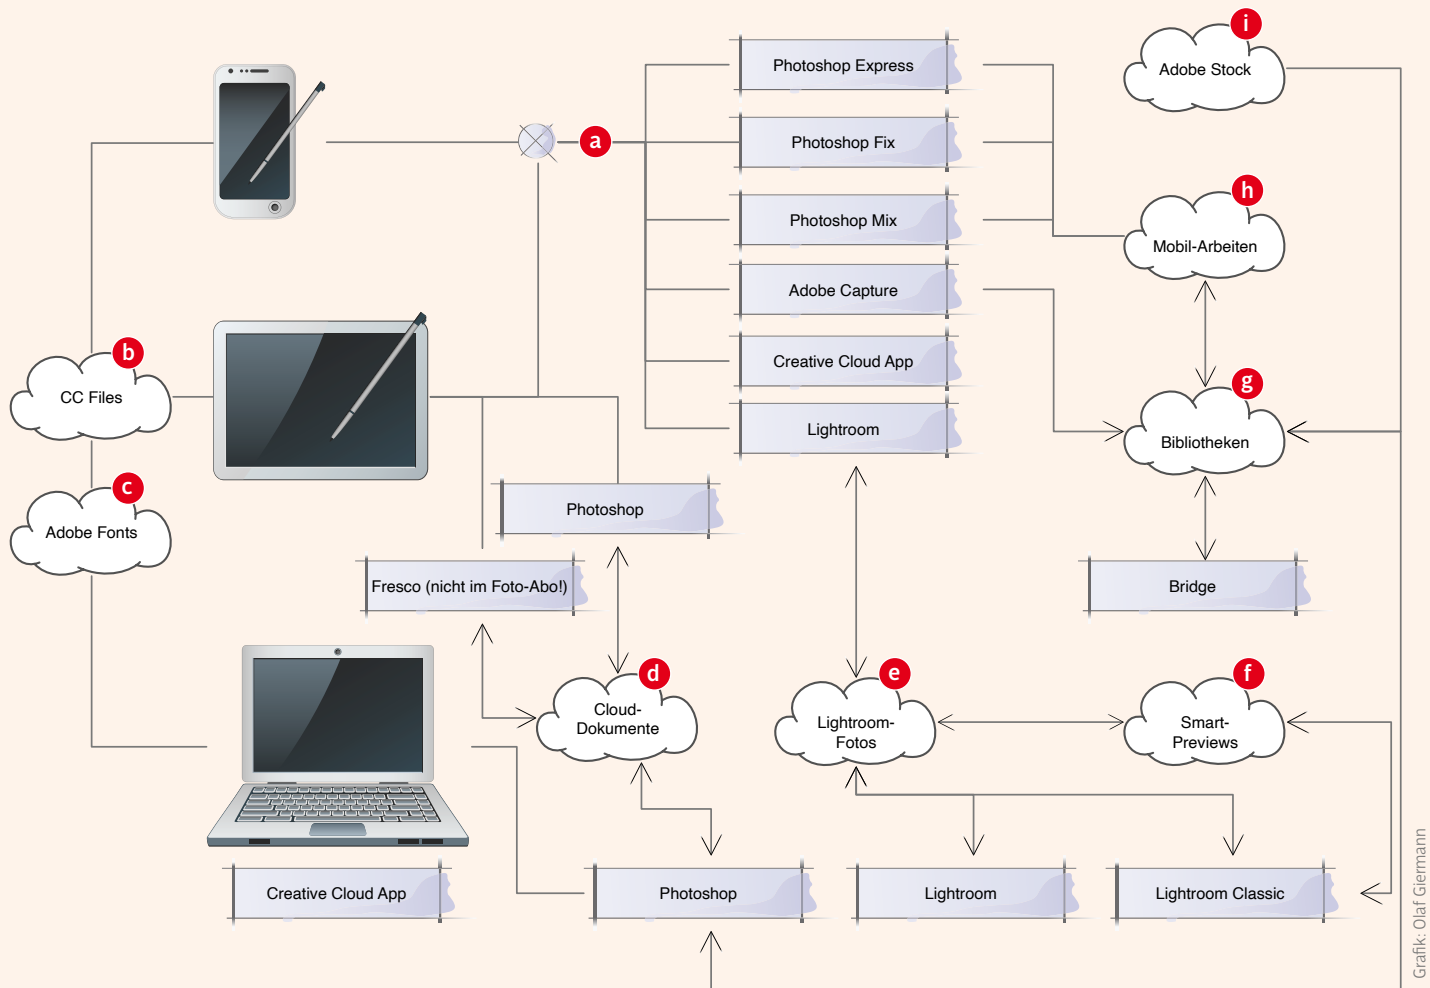 i
Photoshop Express
Adobe Stock
a
Photoshop Fix
h
Photoshop Mix
Mobil-Arbeiten
Adobe Capture
b
Creative Cloud App
g
CC Files
Lightroom
Bibliotheken
c
Photoshop
Adobe Fonts
Fresco (nicht im Foto-Abo!)
Bridge
d
e
f
Cloud-
Dokumente
Lightroom-
Fotos
Smart-
Previews
Creative Cloud App
Photoshop
Lightroom
Lightroom Classic
Grafik: Olaf Giermann